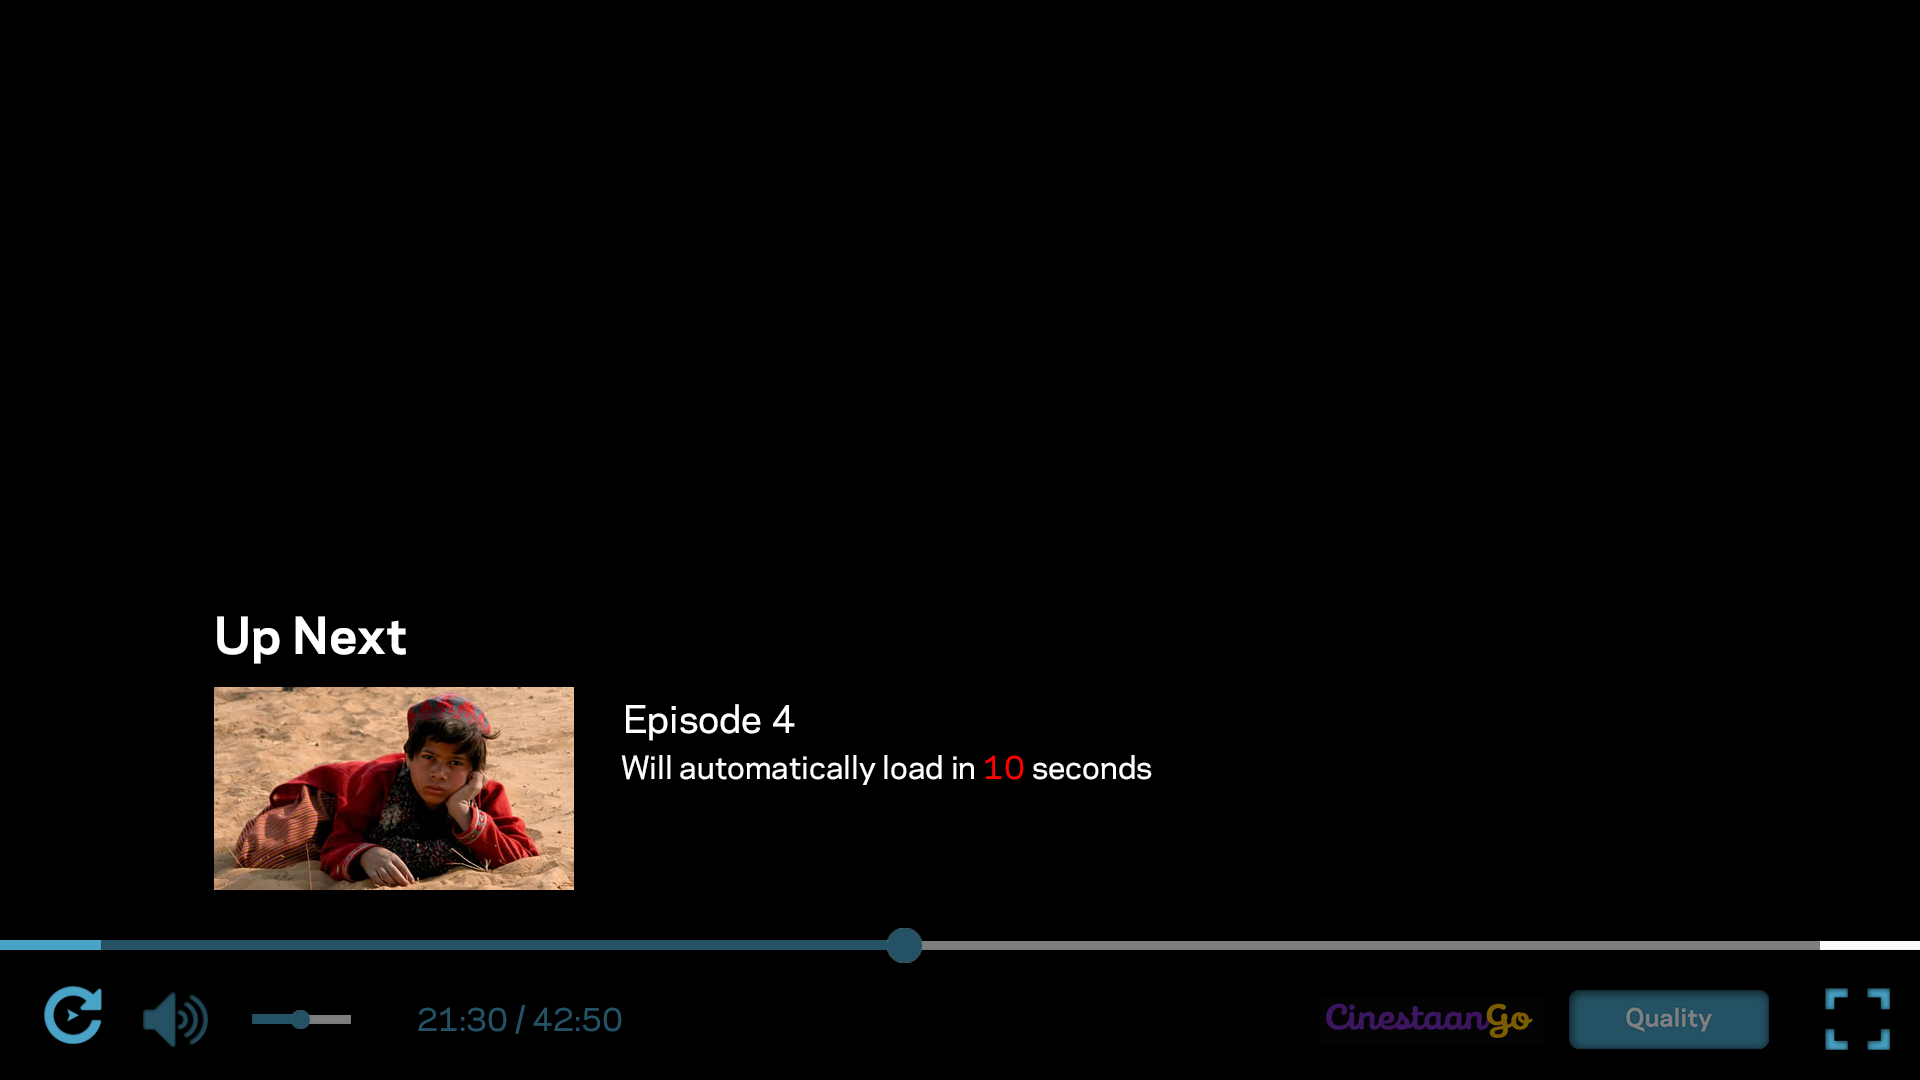 Up Next
Episode 4
Will automatically load in 10 seconds
21:30 / 42:50
CinestaanGo
Quality